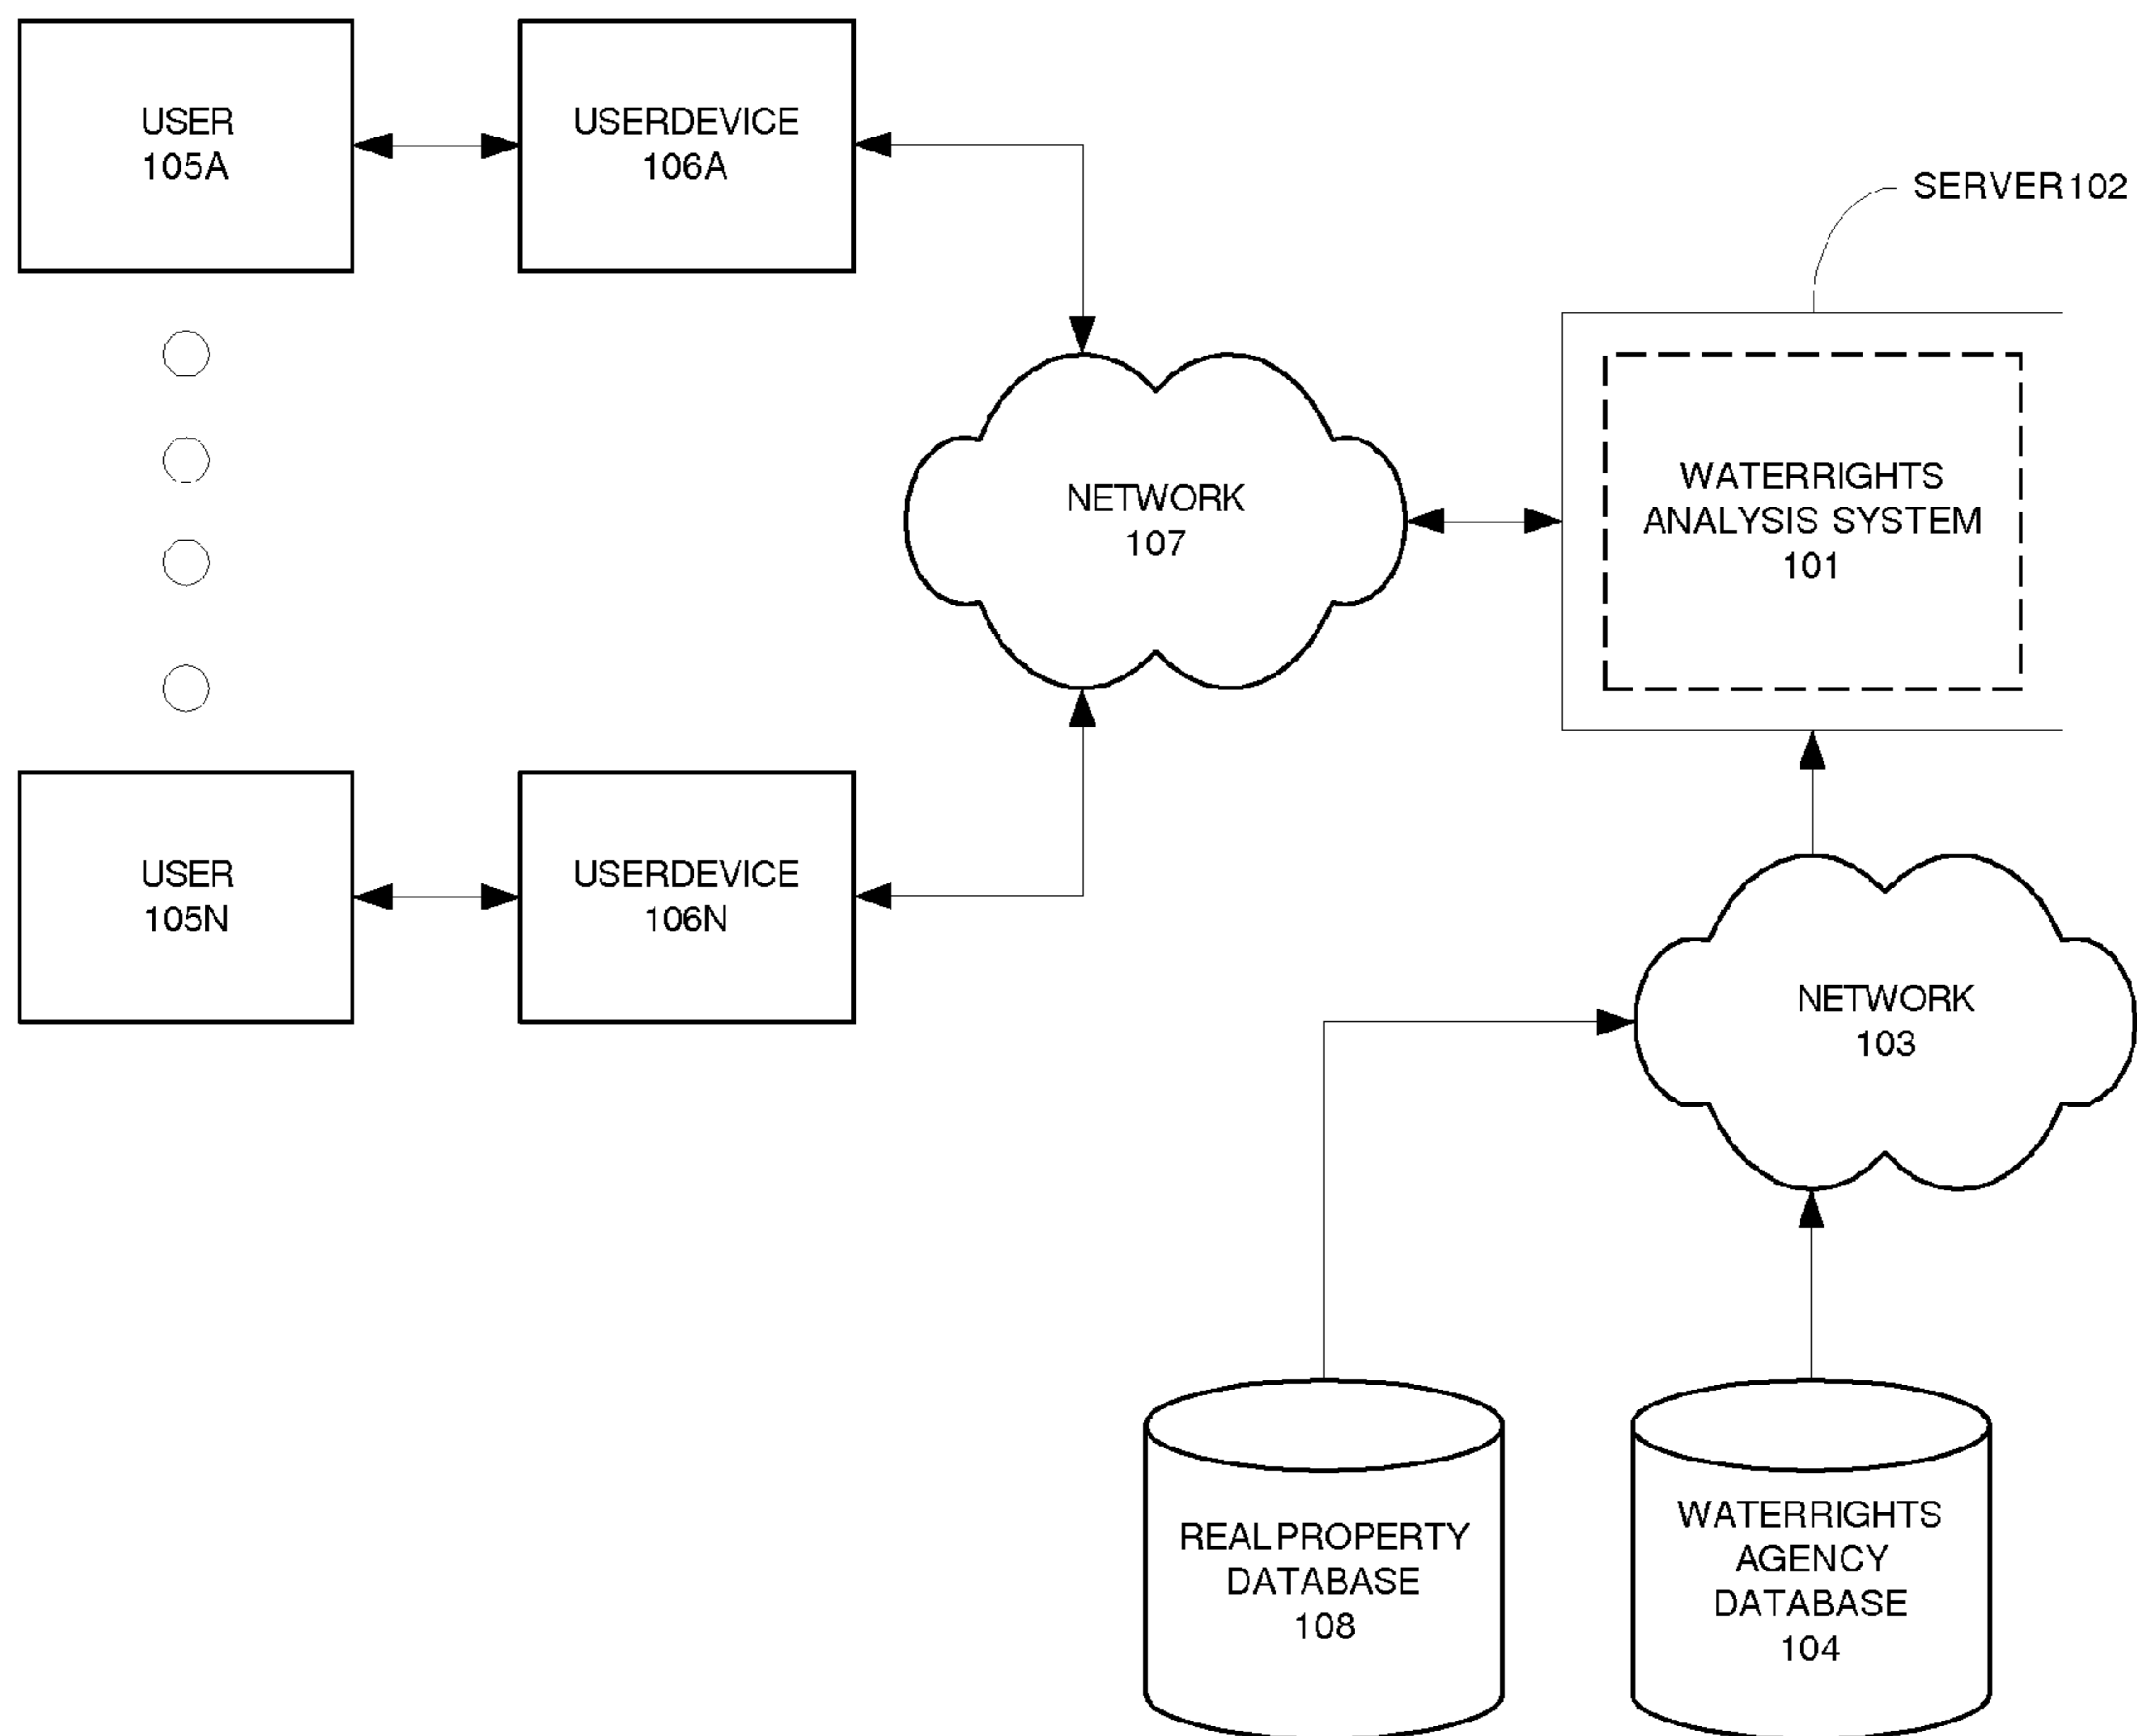 USER
105A
USERDEVICE
106A
SERVER102
NETWORK
107
WATERRIGHTS
ANALYSIS SYSTEM
101
USER
105N
USERDEVICE
106N
NETWORK
103
REALPROPERTY
DATABASE
108
WATERRIGHTS
AGENCY
DATABASE
104